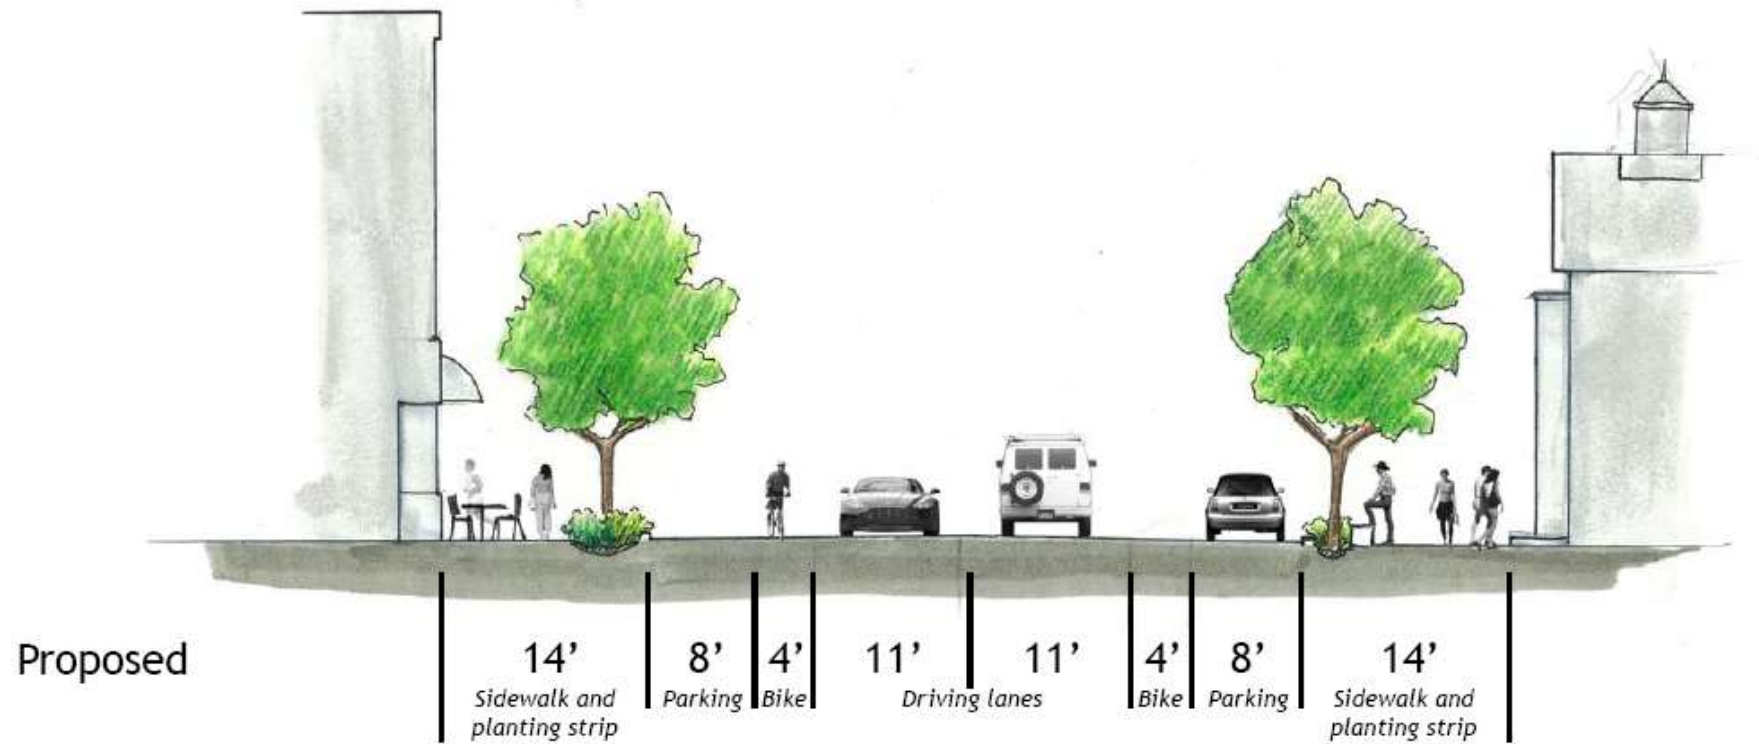 Proposed
14’ 8’ 4’ 11’ 11’ 4’ 8’ 14’
Sidewalk and Parking Bike Driving lanes Bike Parking Sidewalk and
planting strip planting strip